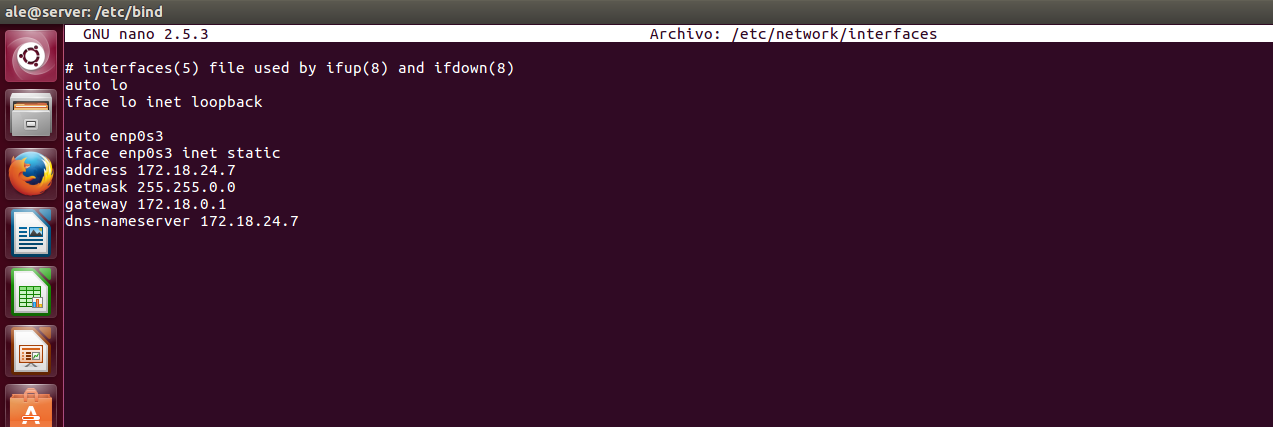 ale@server: /etc/bind
GNU nano 2.5.3 Archivo: /etc/network/interfaces
# interfaces(5) file used by ifup(8) and ifdown(8)
auto lo
iface lo inet loopback
auto enp0s3
iface enp0s3 inet static
address 172.18.24.7
netmask 255.255.0.0
gateway 172.18.0.1
dns-nameserver 172.18.24.7